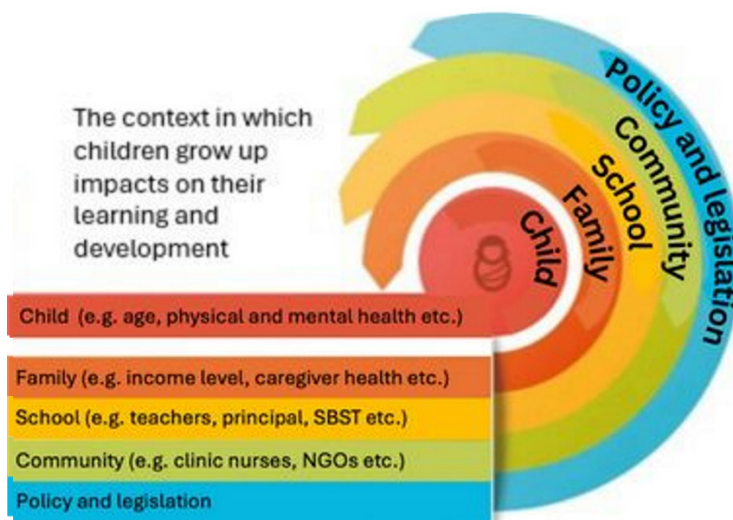 The context in which
children grow up
impacts on their
learning and
development
Policy and legislation
Community
School
Family
Child
Child (e.g. age, physical and mental health etc.)
Family (e.g. income level, caregiver health etc.)
School (e.g. teachers, principal, SBST etc.)
Community (e.g. clinic nurses, NGOs etc.)
Policy and legislation